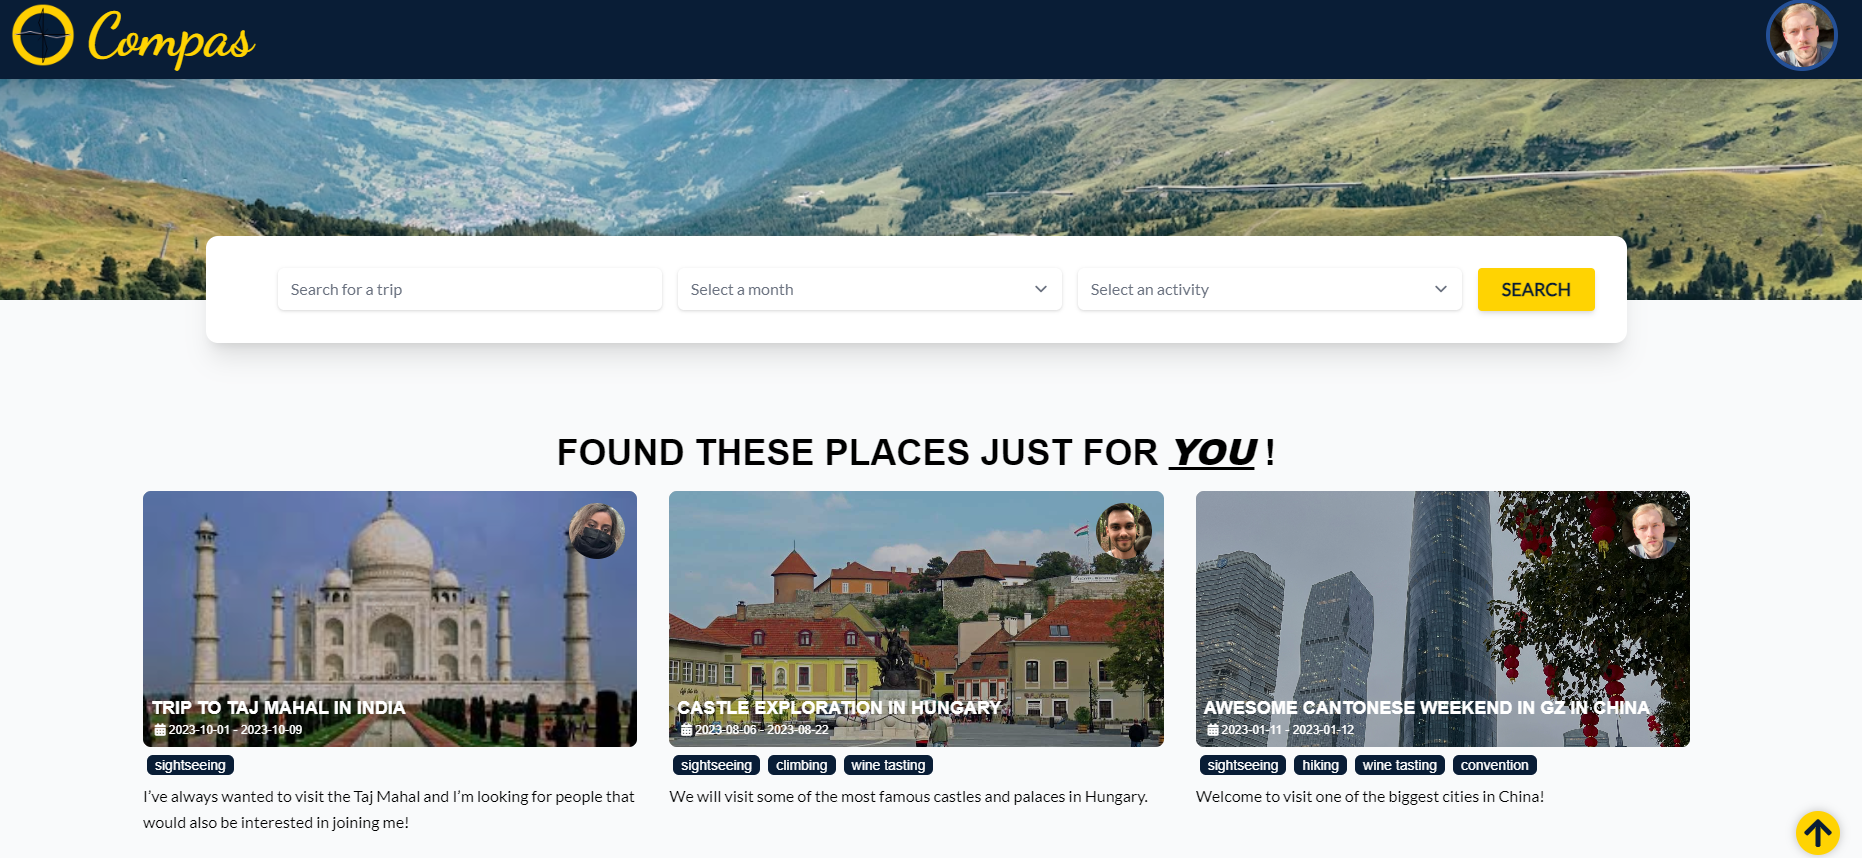 Compas
Search for a trip
Select a month
Select an activity
SEARCH
FOUND THESE PLACES JUST FOR YOU !
TRIP TO TAJ MAHAL IN INDIA
2023-10-01 - 2023-10-09
sightseeing
I've always wanted to visit the Taj Mahal and I'm looking for people that
would also be interested in joining me!
CASTLE EXPLORATION IN HUNGARY
2023-08-06 - 2023-08-22
sightseeing climbing wine tasting
We will visit some of the most famous castles and palaces in Hungary.
AWESOME CANTONESE WEEKEND IN GZ IN CHINA
2023-01-11 - 2023-01-12
sightseeing hiking wine tasting convention
Welcome to visit one of the biggest cities in China!